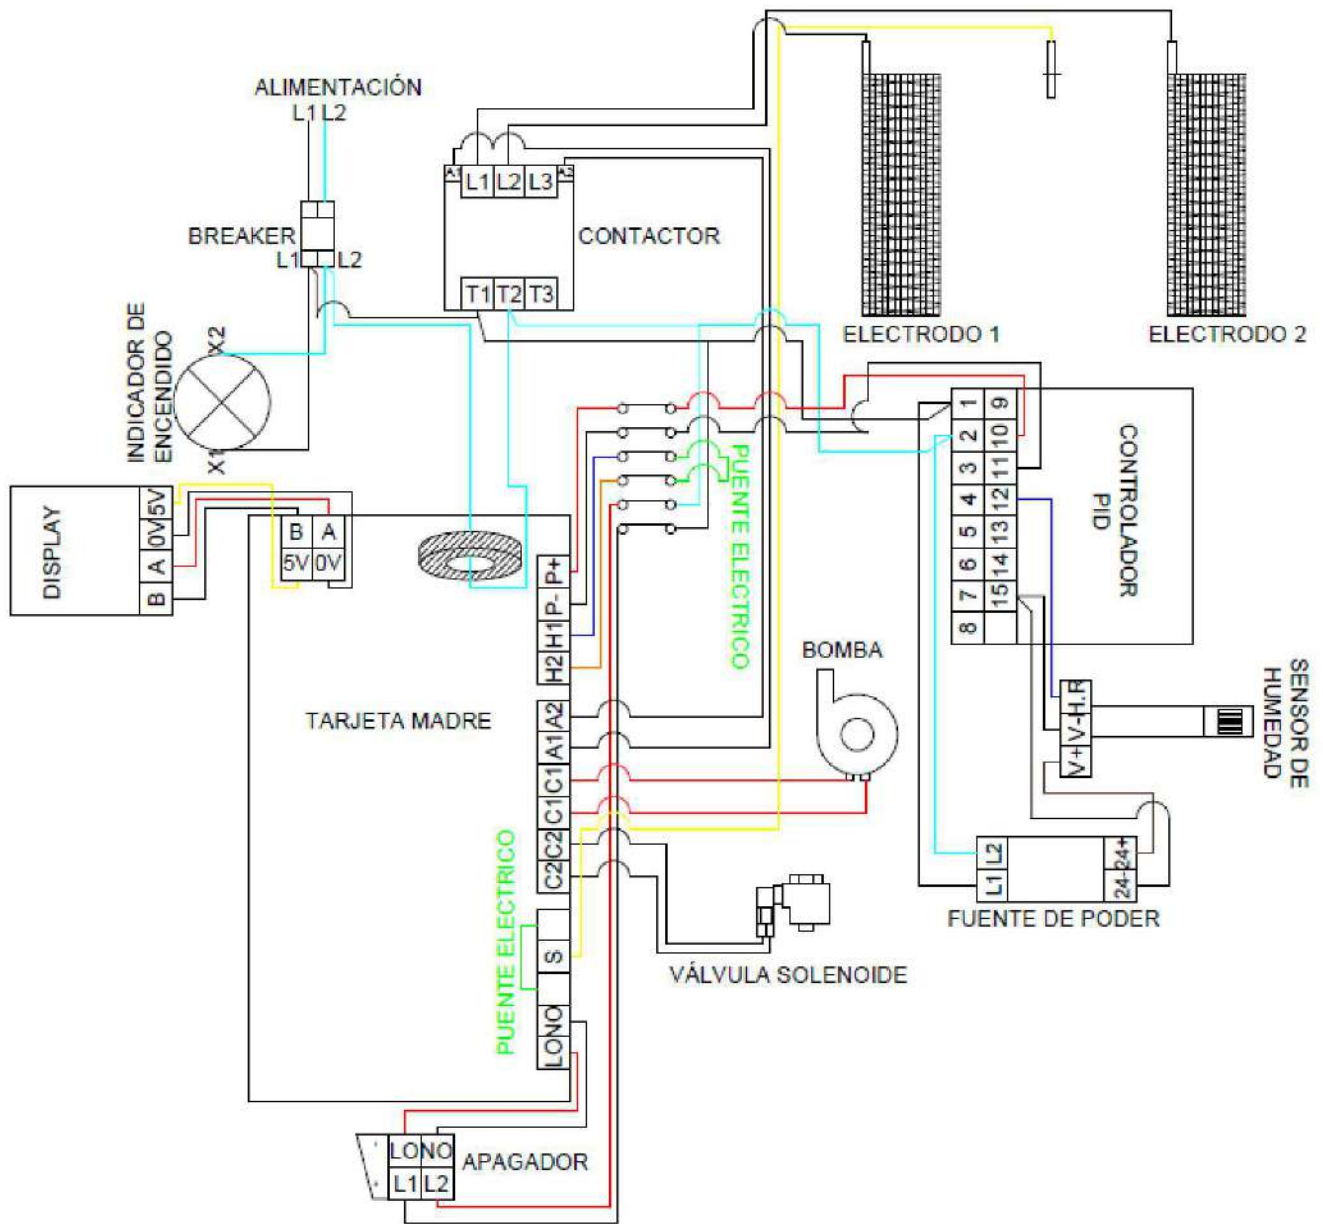 ALIMENTACIÓN
L1 L2
BREAKER
L1 L2
A1 L1 L2 L3 A2
CONTACTOR
T1 T2 T3
ELECTRODO 1
ELECTRODO 2
INDICADOR DE
ENCENDIDO
X2
X1
DISPLAY
5V
0V
A
B
B A
5V 0V
TARJETA MADRE
P+
P-
H1
H2
A2
A1
C1
C1
C2
C2
S
NO
LO
PUENTE ELECTRICO
PUENTE ELECTRICO
1 9
2 10
3 11
4 12
5 13
6 14
7 15
8
CONTROLADOR
PID
BOMBA
H.R
V-
V+
SENSOR DE
HUMEDAD
L2 24+
L1 24-
FUENTE DE PODER
VÁLVULA SOLENOIDE
LO NO
L1 L2
APAGADOR